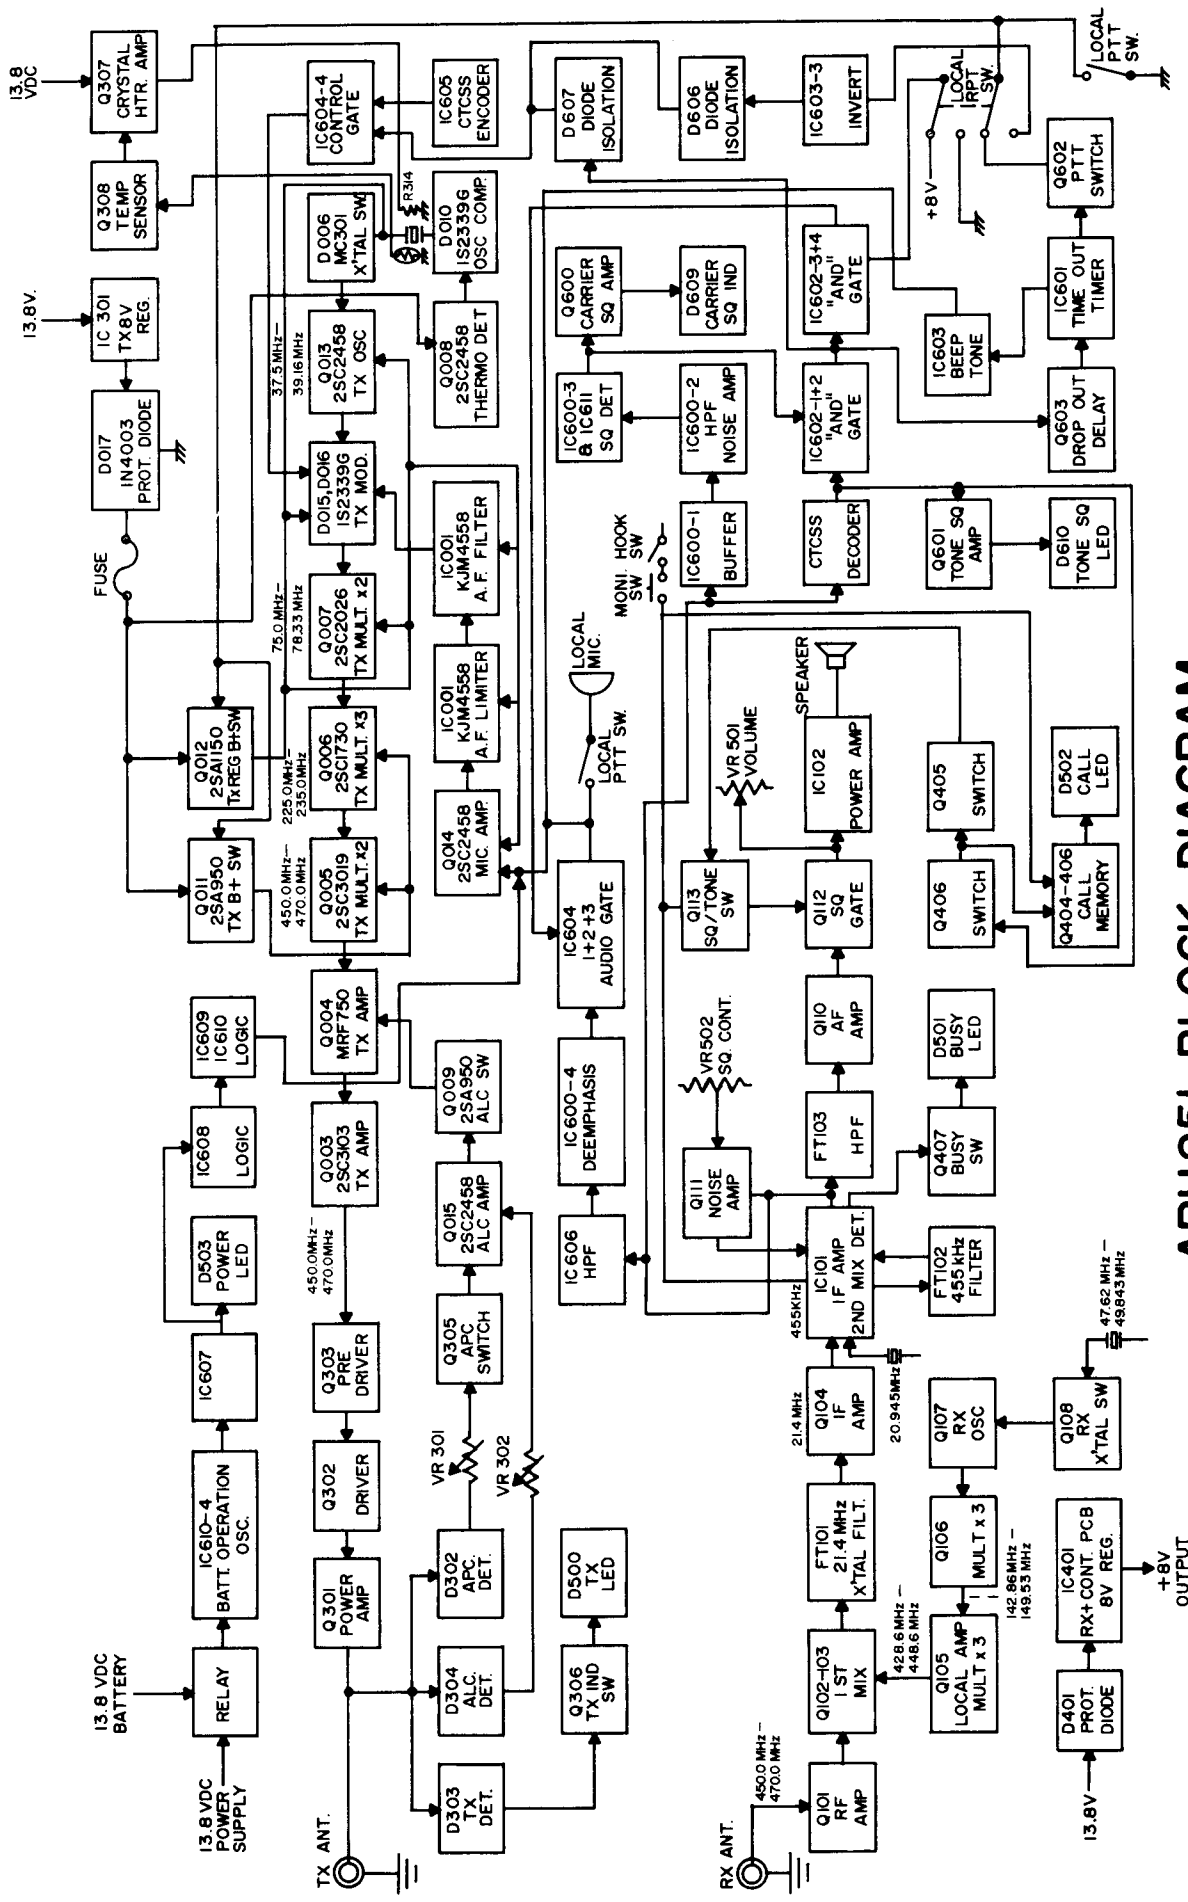 13.8 VDC
BATTERY
13.8 VDC
POWER
SUPPLY
RELAY
IC610-4
BATT. OPERATION
OSC.
IC607
D503
POWER
LED
IC608
LOGIC
IC609
IC610
LOGIC
Q011
2SA950
TX B+ SW
Q012
2SA1150
Tx REG B+SW
FUSE
D017
1N4003
PROT. DIODE
13.8V.
IC 301
TX8V
REG.
Q308
TEMP
SENSOR
13.8
VDC
Q307
CRYSTAL
HTR. AMP
TX ANT.
Q301
POWER
AMP
Q302
DRIVER
Q303
PRE
DRIVER
450.0MHz-
470.0MHz
Q003
2SC3103
TX AMP
Q004
MRF750
TX AMP
450.0 MHz-
470.0 MHz
Q005
2SC3019
TX MULT. x2
225.0MHz-
235.0MHz
Q006
2SC1730
TX MULT. x3
75.0 MHz-
78.33 MHz
Q007
2SC2026
TX MULT. x2
D015, D016
1S2339G
TX MOD.
37.5 MHz-
39.16 MHz
Q013
2SC2458
TX OSC
D006
MC301
X'TAL SW.
IC604-4
CONTROL
GATE
IC605
CTCSS
ENCODER
R314
D303
TX
DET.
D304
ALC.
DET.
D302
APC.
DET.
VR 301
VR 302
Q305
APC
SWITCH
Q015
2SC2458
ALC AMP
Q009
2SA950
ALC SW
Q014
2SC2458
MIC. AMP.
IC001
KJM4558
A.F. LIMITER
IC001
KJM4558
A.F. FILTER
Q008
2SC2458
THERMO DET
D010
1S2339G
OSC COMP.
Q306
TX IND
SW
D500
TX
LED
IC606
HPF
IC600-4
DEEMPHASIS
IC604
1+2+3
AUDIO GATE
LOCAL
PTT SW.
LOCAL
MIC.
MONI.
SW
HOOK
SW
IC600-3
& IC611
SQ DET
Q600
CARRIER
SQ AMP
D607
DIODE
ISOLATION
IC600-1
BUFFER
IC600-2
HPF
NOISE AMP
D609
CARRIER
SQ IND
D606
DIODE
ISOLATION
RX ANT.
450.0 MHz-
470.0 MHz
Q101
RF
AMP
Q102-103
1 ST
MIX
FT101
21.4 MHz
X'TAL FILT.
21.4 MHz
Q104
IF
AMP
455KHz
IC101
IF AMP
2ND MIX DET.
20.945MHz
Q111
NOISE
AMP
VR502
SQ. CONT.
FT103
HPF
Q110
AF
AMP
Q113
SQ/TONE
SW
Q112
SQ
GATE
VR 501
VOLUME
IC102
POWER AMP
SPEAKER
CTCSS
DECODER
IC602-1+2
"AND"
GATE
IC602-3+4
"AND"
GATE
IC603-3
INVERT
428.6 MHz-
448.6 MHz
Q105
LOCAL AMP
MULT x 3
142.86 MHz-
149.53 MHz
Q106
MULT x 3
Q107
RX
OSC
FT102
455 kHz
FILTER
Q407
BUSY
SW
D501
BUSY
LED
Q406
SWITCH
Q405
SWITCH
Q601
TONE SQ
AMP
IC603
BEEP
TONE
+8V
LOCAL
RPT
SW.
13.8V
D401
PROT.
DIODE
IC401
RX+CONT. PCB
8V REG.
+8V
OUTPUT
Q108
RX
X'TAL SW
47.62 MHz -
49.843 MHz
Q404-406
CALL
MEMORY
D502
CALL
LED
D610
TONE SQ
LED
Q603
DROP OUT
DELAY
IC601
TIME OUT
TIMER
Q602
PTT
SWITCH
LOCAL
PTT
SW.